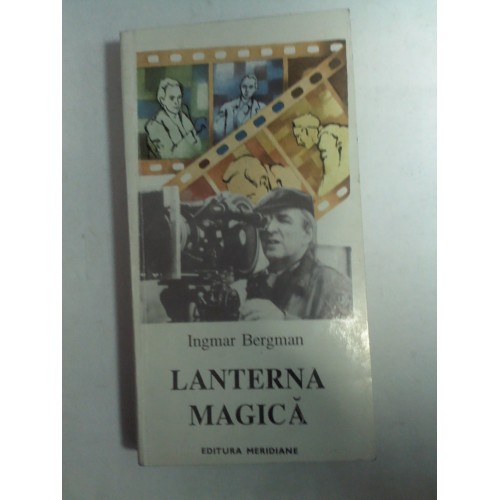 Ingmar Bergman
LANTERNA
MAGICĂ
EDITURA MERIDIANE